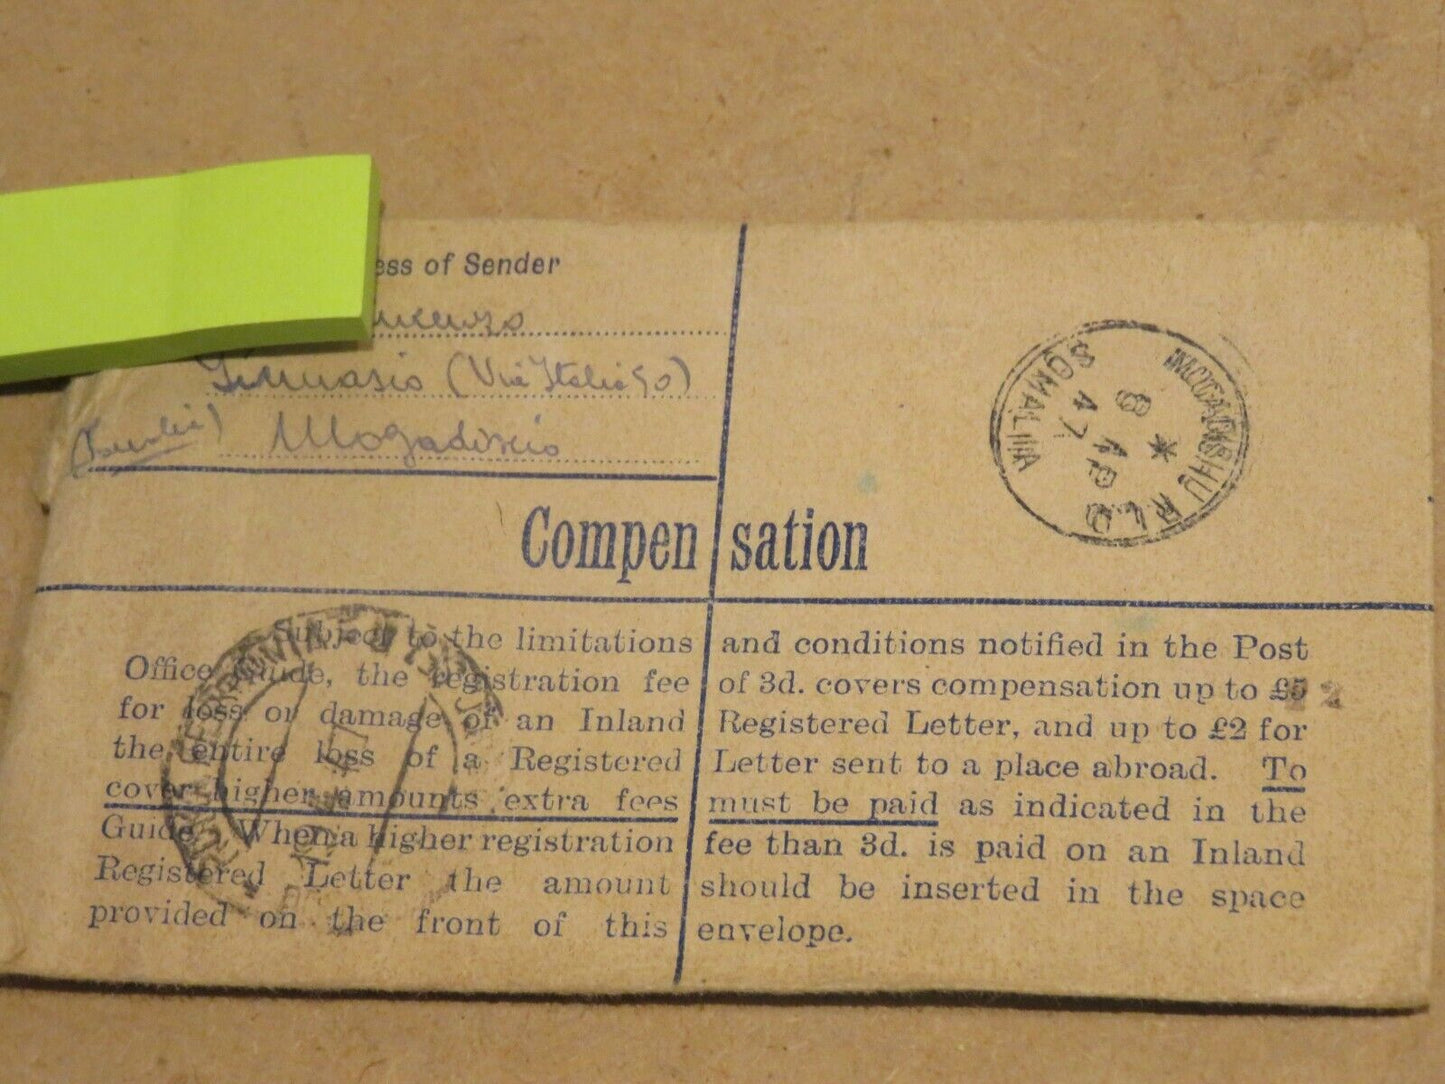 ess of Sender
(Via Italia 50)
Mogadiscio
Compensation
Subject to the limitations and conditions notified in the Post
Office Guide, the registration fee of 3d. covers compensation up to £5
for loss or damage of an Inland Registered Letter, and up to £2 for
the entire loss of a Registered Letter sent to a place abroad. To
cover higher amounts extra fees must be paid as indicated in the
Guide. When a higher registration fee than 3d. is paid on an Inland
Registered Letter the amount should be inserted in the space
provided on the front of this envelope.
MOGADISHU R.L.O
8 AP
47
SOMALIA